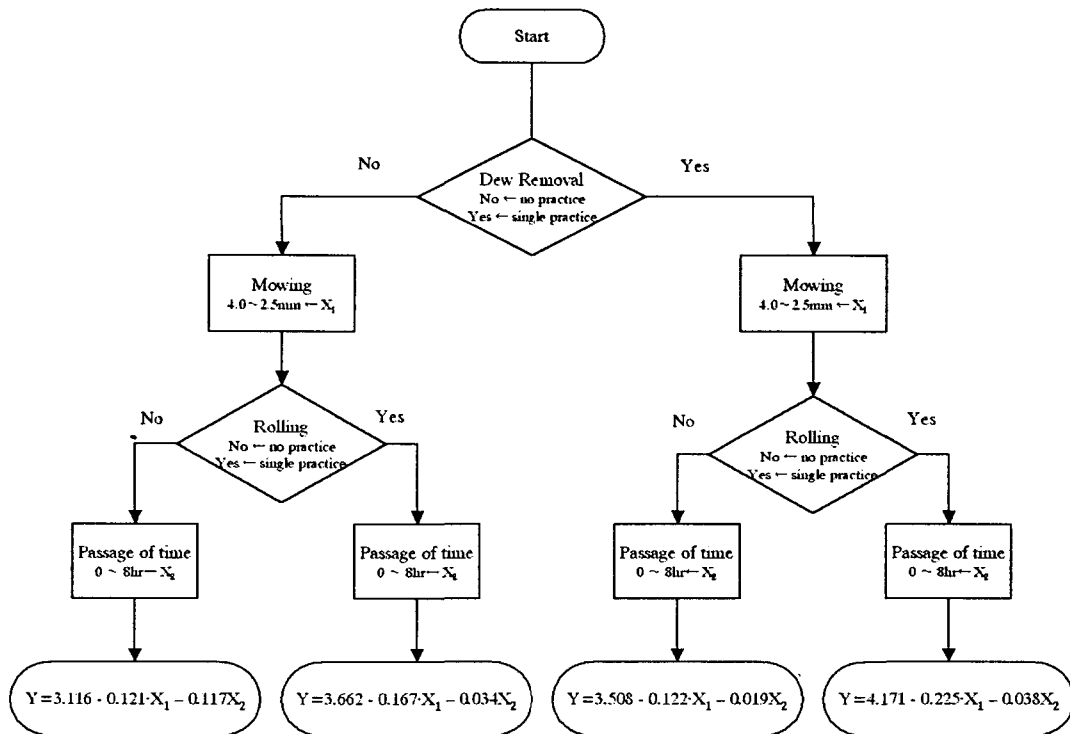 Start
No
Yes
Dew Removal
No ← no practice
Yes ← single practice
Mowing
4.0 ~ 2.5mm ← X₁
Mowing
4.0 ~ 2.5mm ← X₁
No
Yes
Rolling
No ← no practice
Yes ← single practice
No
Yes
Rolling
No ← no practice
Yes ← single practice
Passage of time
0 ~ 8hr ← X₂
Passage of time
0 ~ 8hr ← X₂
Passage of time
0 ~ 8hr ← X₂
Passage of time
0 ~ 8hr ← X₂
Y = 3.116 - 0.121·X₁ – 0.117X₂
Y = 3.662 - 0.167·X₁ – 0.034X₂
Y = 3.508 - 0.122·X₁ – 0.019X₂
Y = 4.171 - 0.225·X₁ – 0.038X₂